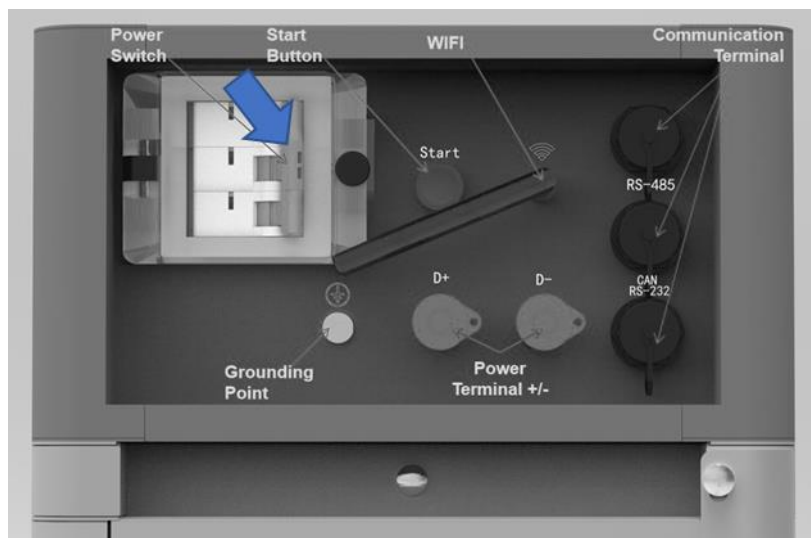 Power
Switch
Start
Button
WIFI
Communication
Terminal
Start
RS-485
D+
D-
CAN
RS-232
Grounding
Point
Power
Terminal +/-